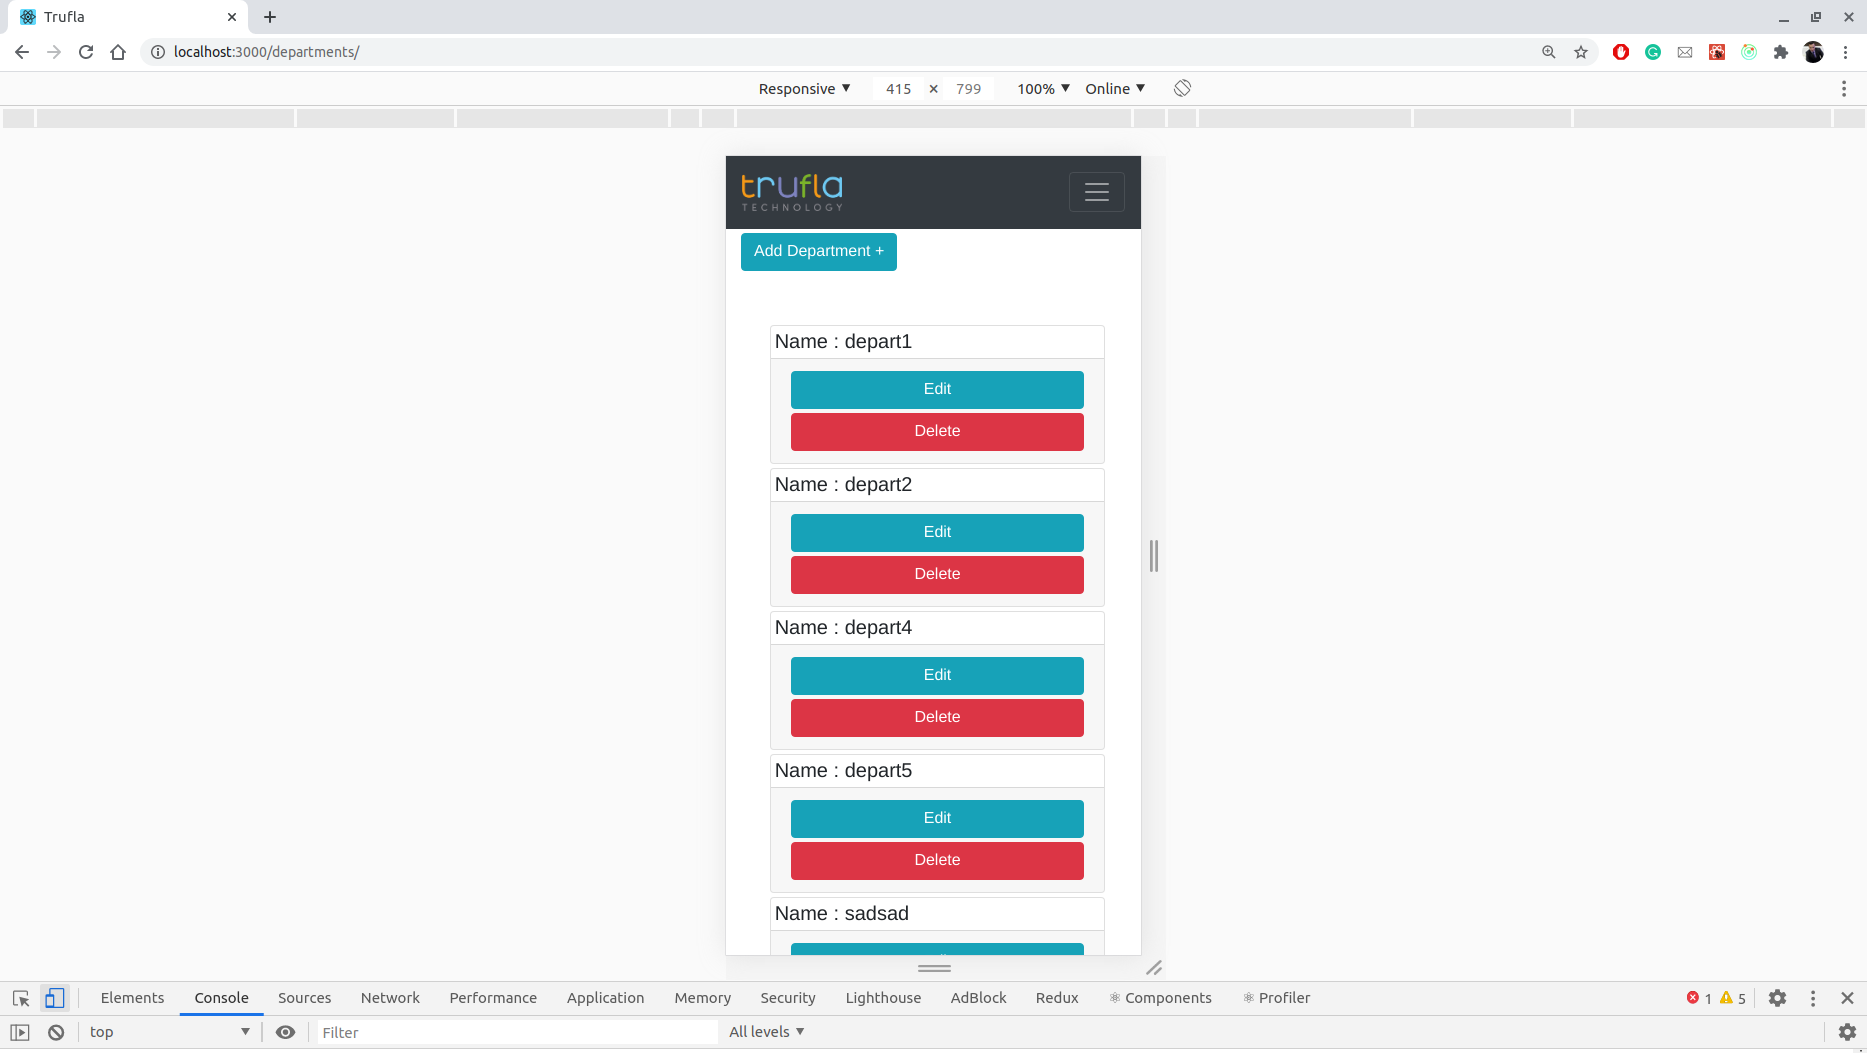 Trufla
localhost:3000/departments/
Responsive 415 × 799 100% Online
trufla
TECHNOLOGY
Add Department +
Name : depart1
Edit
Delete
Name : depart2
Edit
Delete
Name : depart4
Edit
Delete
Name : depart5
Edit
Delete
Name : sadsad
Elements Console Sources Network Performance Application Memory Security Lighthouse AdBlock Redux Components Profiler 1 5
top Filter All levels